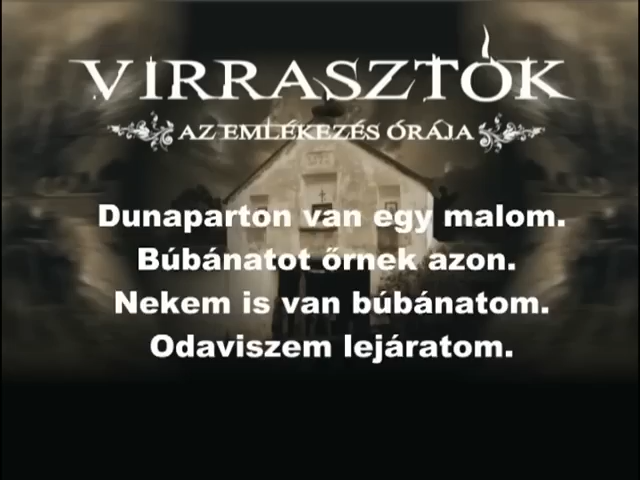 VIRRASZTÓK
AZ EMLÉKEZÉS ÓRÁJA
Dunaparton van egy malom.
Búbánatot őrnek azon.
Nekem is van búbánatom.
Odaviszem lejáratom.